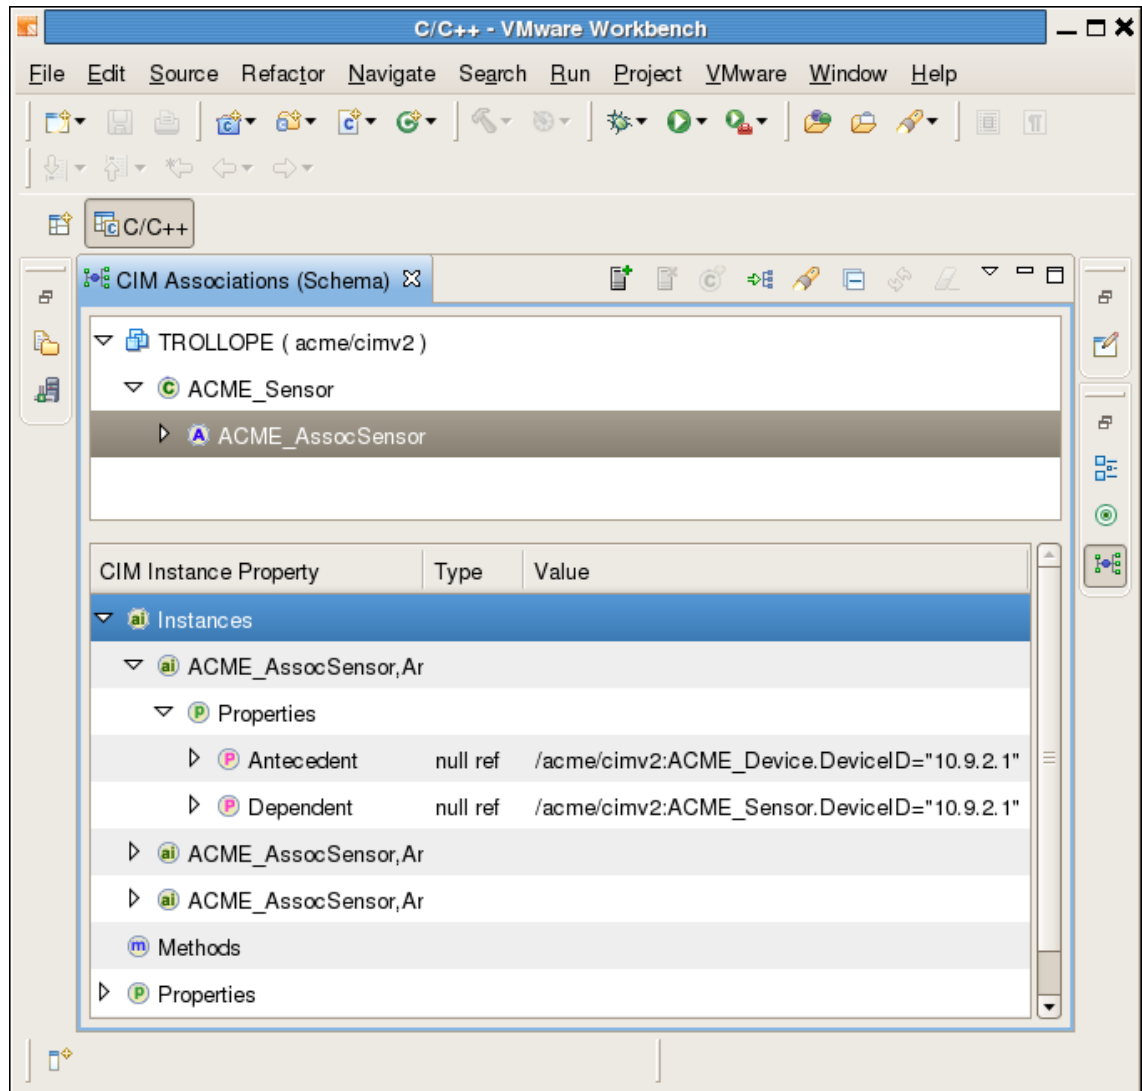 C/C++ - VMware Workbench
File Edit Source Refactor Navigate Search Run Project VMware Window Help
C/C++
CIM Associations (Schema)
TROLLOPE ( acme/cimv2 )
ACME_Sensor
ACME_AssocSensor
CIM Instance Property Type Value
Instances
ACME_AssocSensor,Ar
Properties
Antecedent null ref /acme/cimv2:ACME_Device.DeviceID="10.9.2.1"
Dependent null ref /acme/cimv2:ACME_Sensor.DeviceID="10.9.2.1"
ACME_AssocSensor,Ar
ACME_AssocSensor,Ar
Methods
Properties